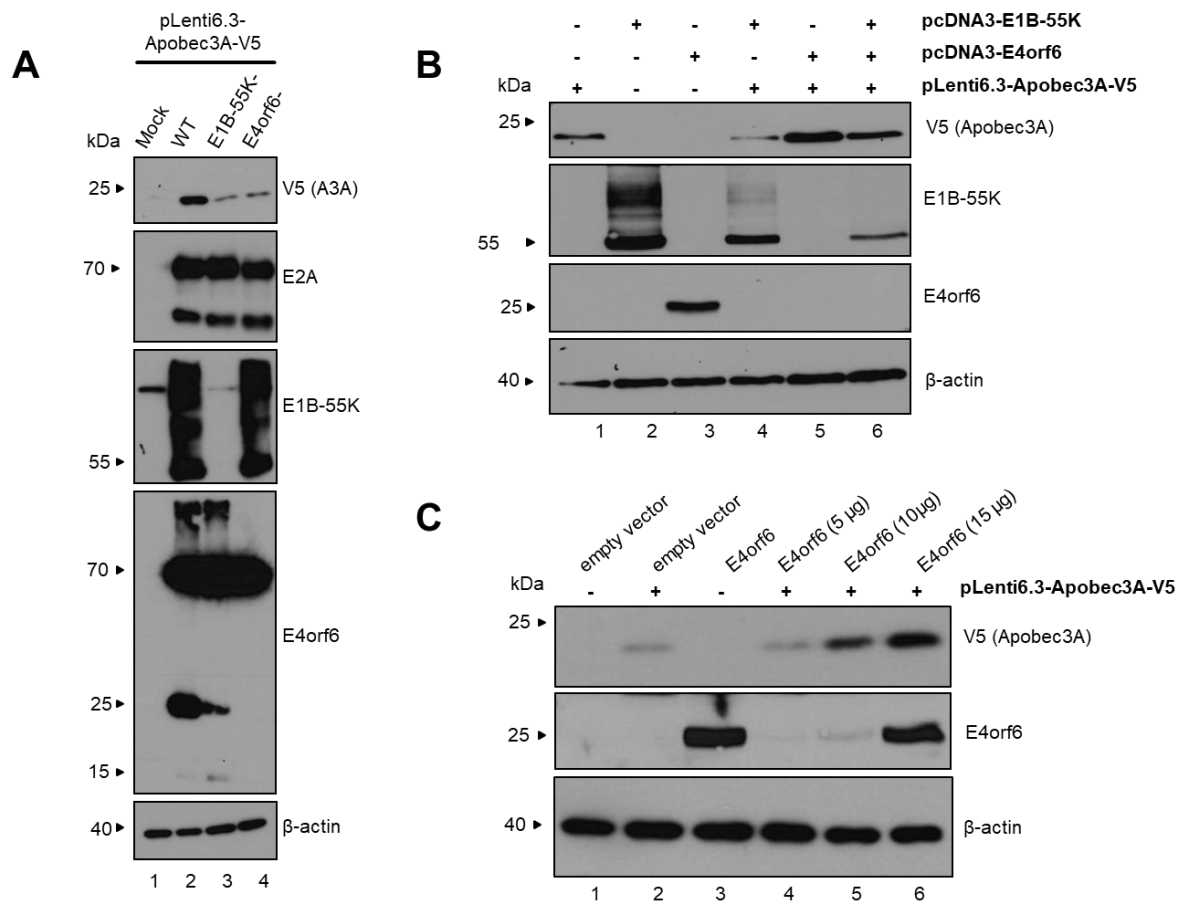 A
pLenti6.3-
Apobec3A-V5
kDa
Mock
WT
E1B-55K-
E4orf6-
25
V5 (A3A)
70
E2A
E1B-55K
55
70
E4orf6
25
15
40
β-actin
1 2 3 4
B
- + - + - + pcDNA3-E1B-55K
- - + - + + pcDNA3-E4orf6
kDa
+ - - + + + pLenti6.3-Apobec3A-V5
25
V5 (Apobec3A)
E1B-55K
55
E4orf6
25
40
β-actin
1 2 3 4 5 6
C
empty vector
empty vector
E4orf6
E4orf6 (5 µg)
E4orf6 (10µg)
E4orf6 (15 µg)
kDa
- + - + + + pLenti6.3-Apobec3A-V5
25
V5 (Apobec3A)
25
E4orf6
40
β-actin
1 2 3 4 5 6